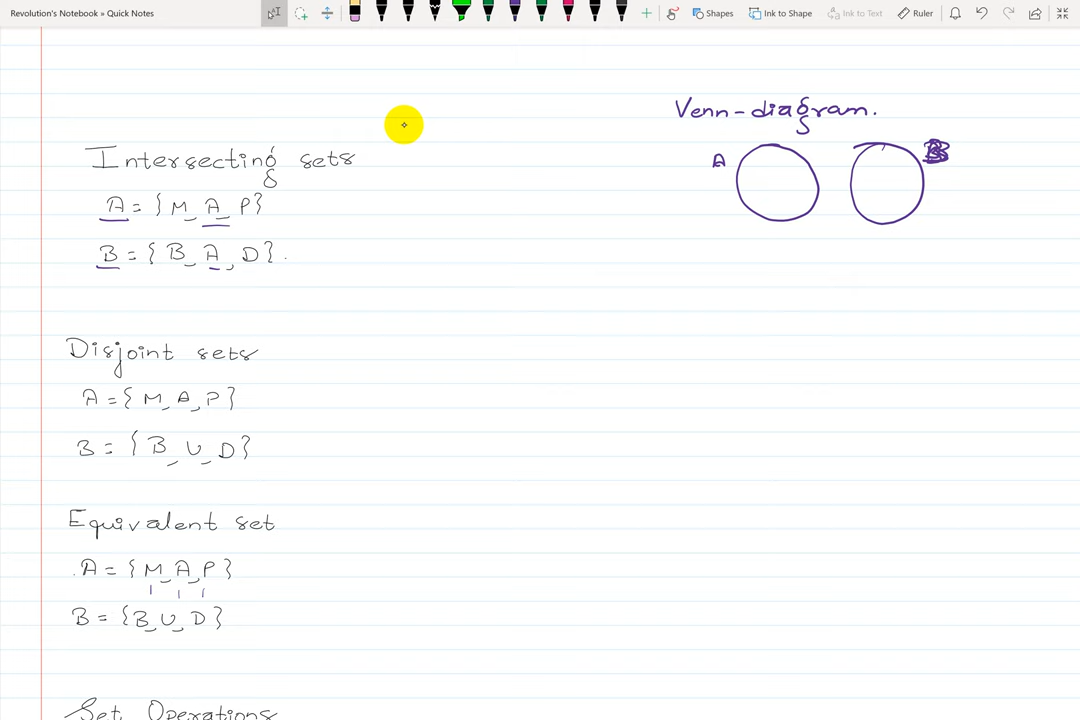 Revolution's Notebook » Quick Notes
Shapes
Ink to Shape
Ink to Text
Ruler
Venn-diagram.
A B
Intersecting sets
A = { M, A, P}
B = { B, A, D}.
Disjoint sets
A = { M, A, P}
B = { B, U, D}
Equivalent set
A = { M, A, P}
B = {B, U, D}
Set Operations